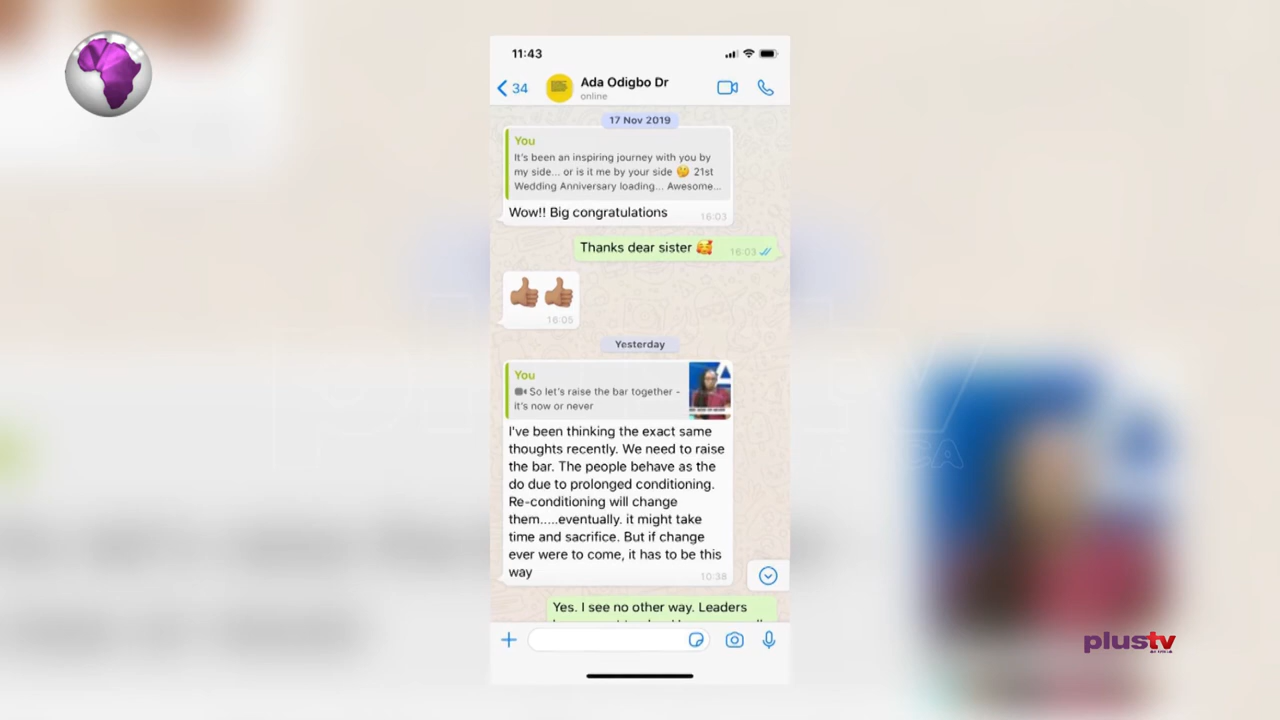 11:43
34
Ada Odigbo Dr
online
17 Nov 2019
You
It's been an inspiring journey with you by
my side... or is it me by your side 🤔 21st
Wedding Anniversary loading... Awesome...
Wow!! Big congratulations
16:03
Thanks dear sister 🥰
16:03
👍🏽👍🏽
16:05
Yesterday
You
So let's raise the bar together -
it's now or never
I've been thinking the exact same
thoughts recently. We need to raise
the bar. The people behave as the
do due to prolonged conditioning.
Re-conditioning will change
them.....eventually. it might take
time and sacrifice. But if change
ever were to come, it has to be this
way
10:38
Yes. I see no other way. Leaders
plustv